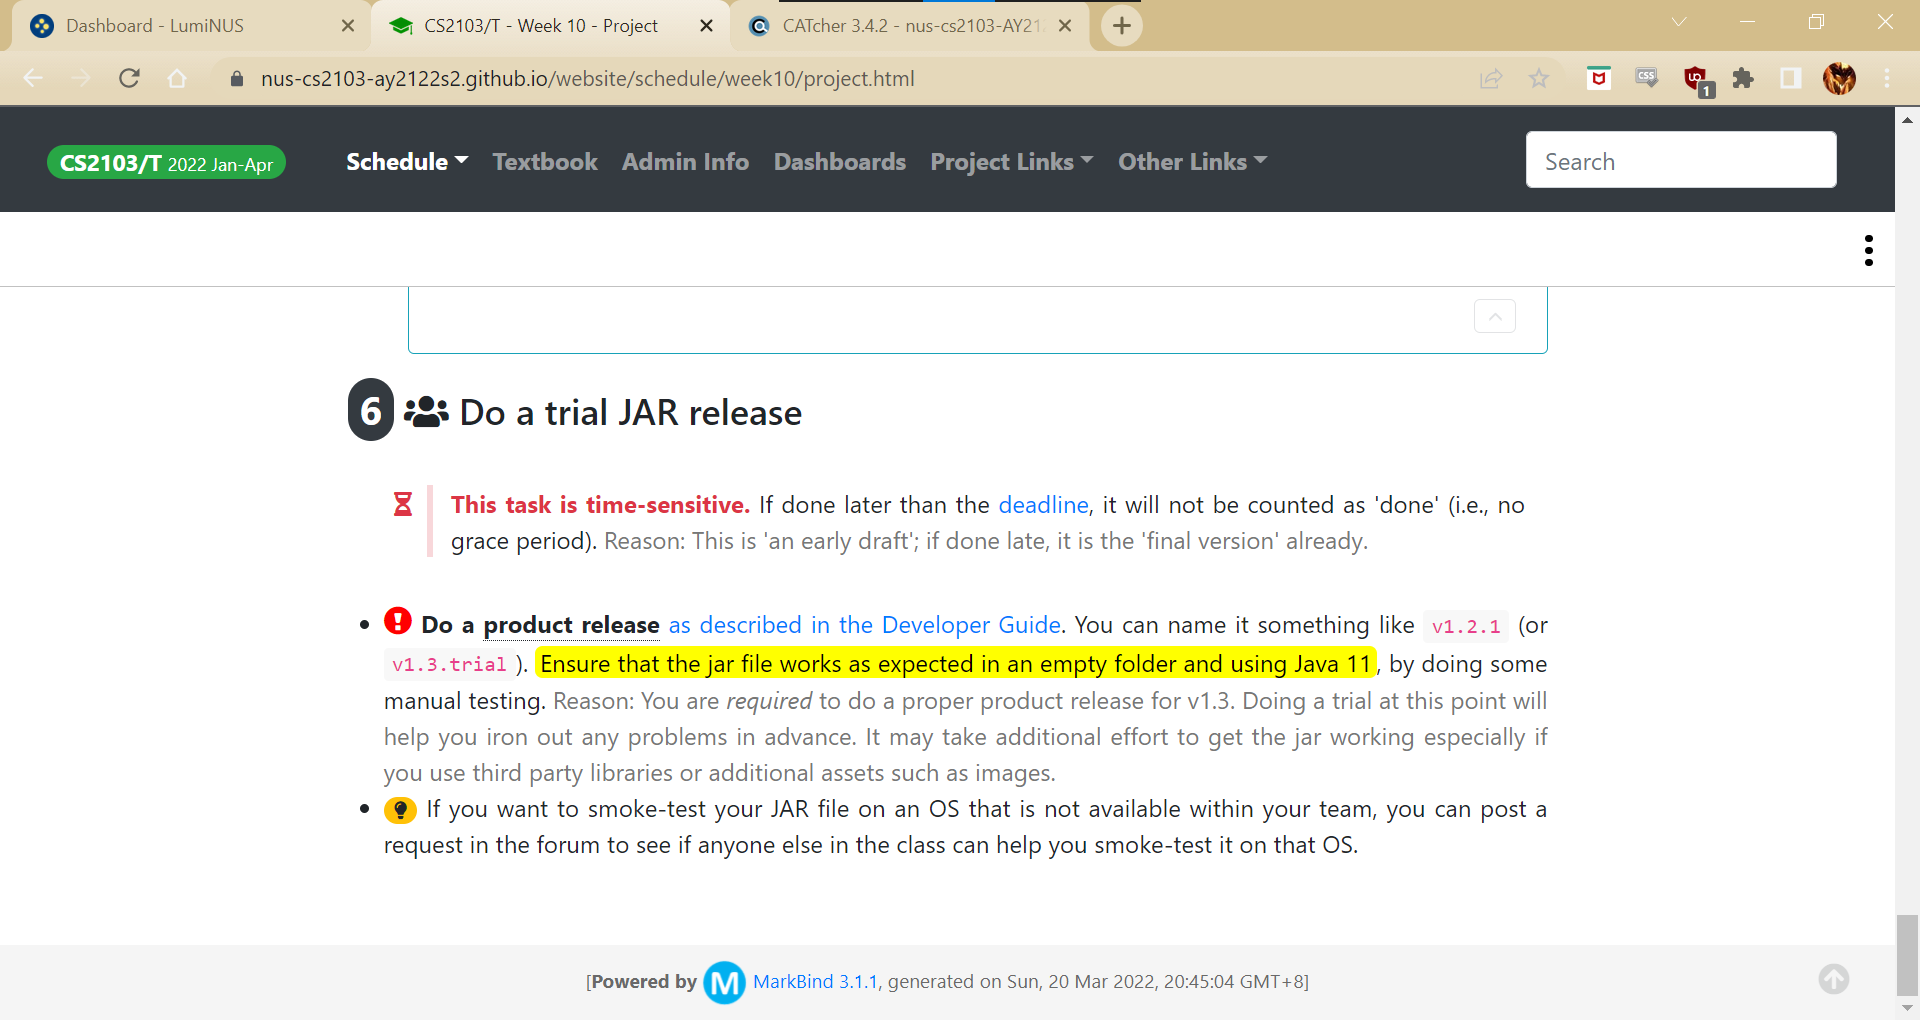 Dashboard - LumiNUS
CS2103/T - Week 10 - Project
CATcher 3.4.2 - nus-cs2103-AY21
nus-cs2103-ay2122s2.github.io/website/schedule/week10/project.html
CSS
1
CS2103/T 2022 Jan-Apr
Schedule
Textbook
Admin Info
Dashboards
Project Links
Other Links
Search
6 Do a trial JAR release
This task is time-sensitive. If done later than the deadline, it will not be counted as 'done' (i.e., no
grace period). Reason: This is 'an early draft'; if done late, it is the 'final version' already.
• Do a product release as described in the Developer Guide. You can name it something like v1.2.1 (or
v1.3.trial ). Ensure that the jar file works as expected in an empty folder and using Java 11, by doing some
manual testing. Reason: You are required to do a proper product release for v1.3. Doing a trial at this point will
help you iron out any problems in advance. It may take additional effort to get the jar working especially if
you use third party libraries or additional assets such as images.
• If you want to smoke-test your JAR file on an OS that is not available within your team, you can post a
request in the forum to see if anyone else in the class can help you smoke-test it on that OS.
[Powered by M MarkBind 3.1.1, generated on Sun, 20 Mar 2022, 20:45:04 GMT+8]